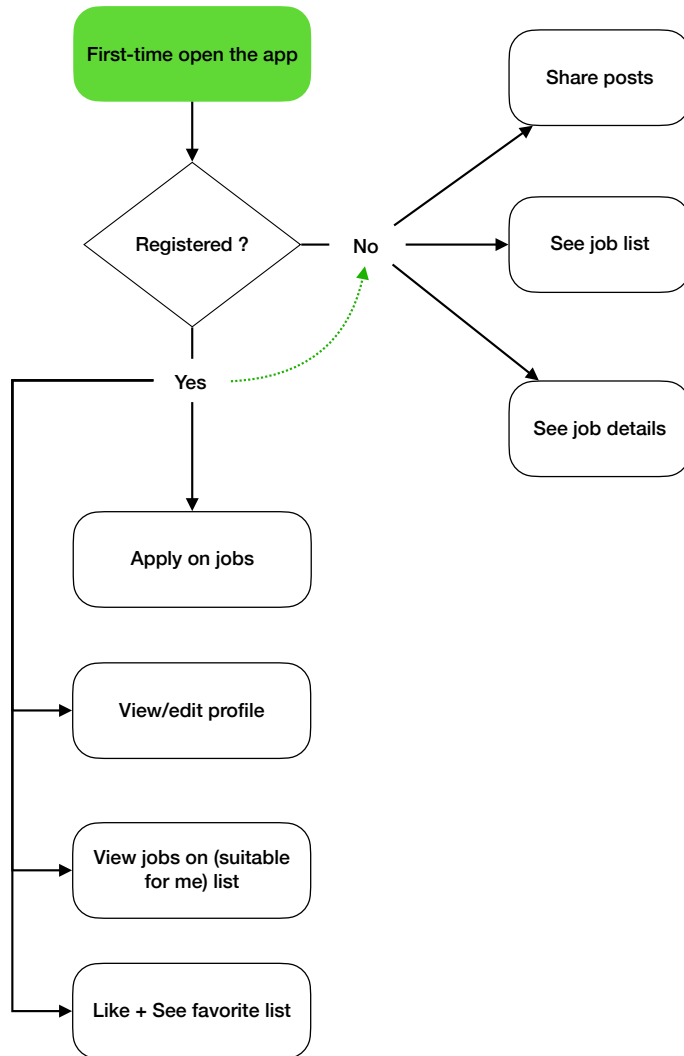 First-time open the app
Share posts
Registered ?
No
See job list
Yes
See job details
Apply on jobs
View/edit profile
View jobs on (suitable
for me) list
Like + See favorite list